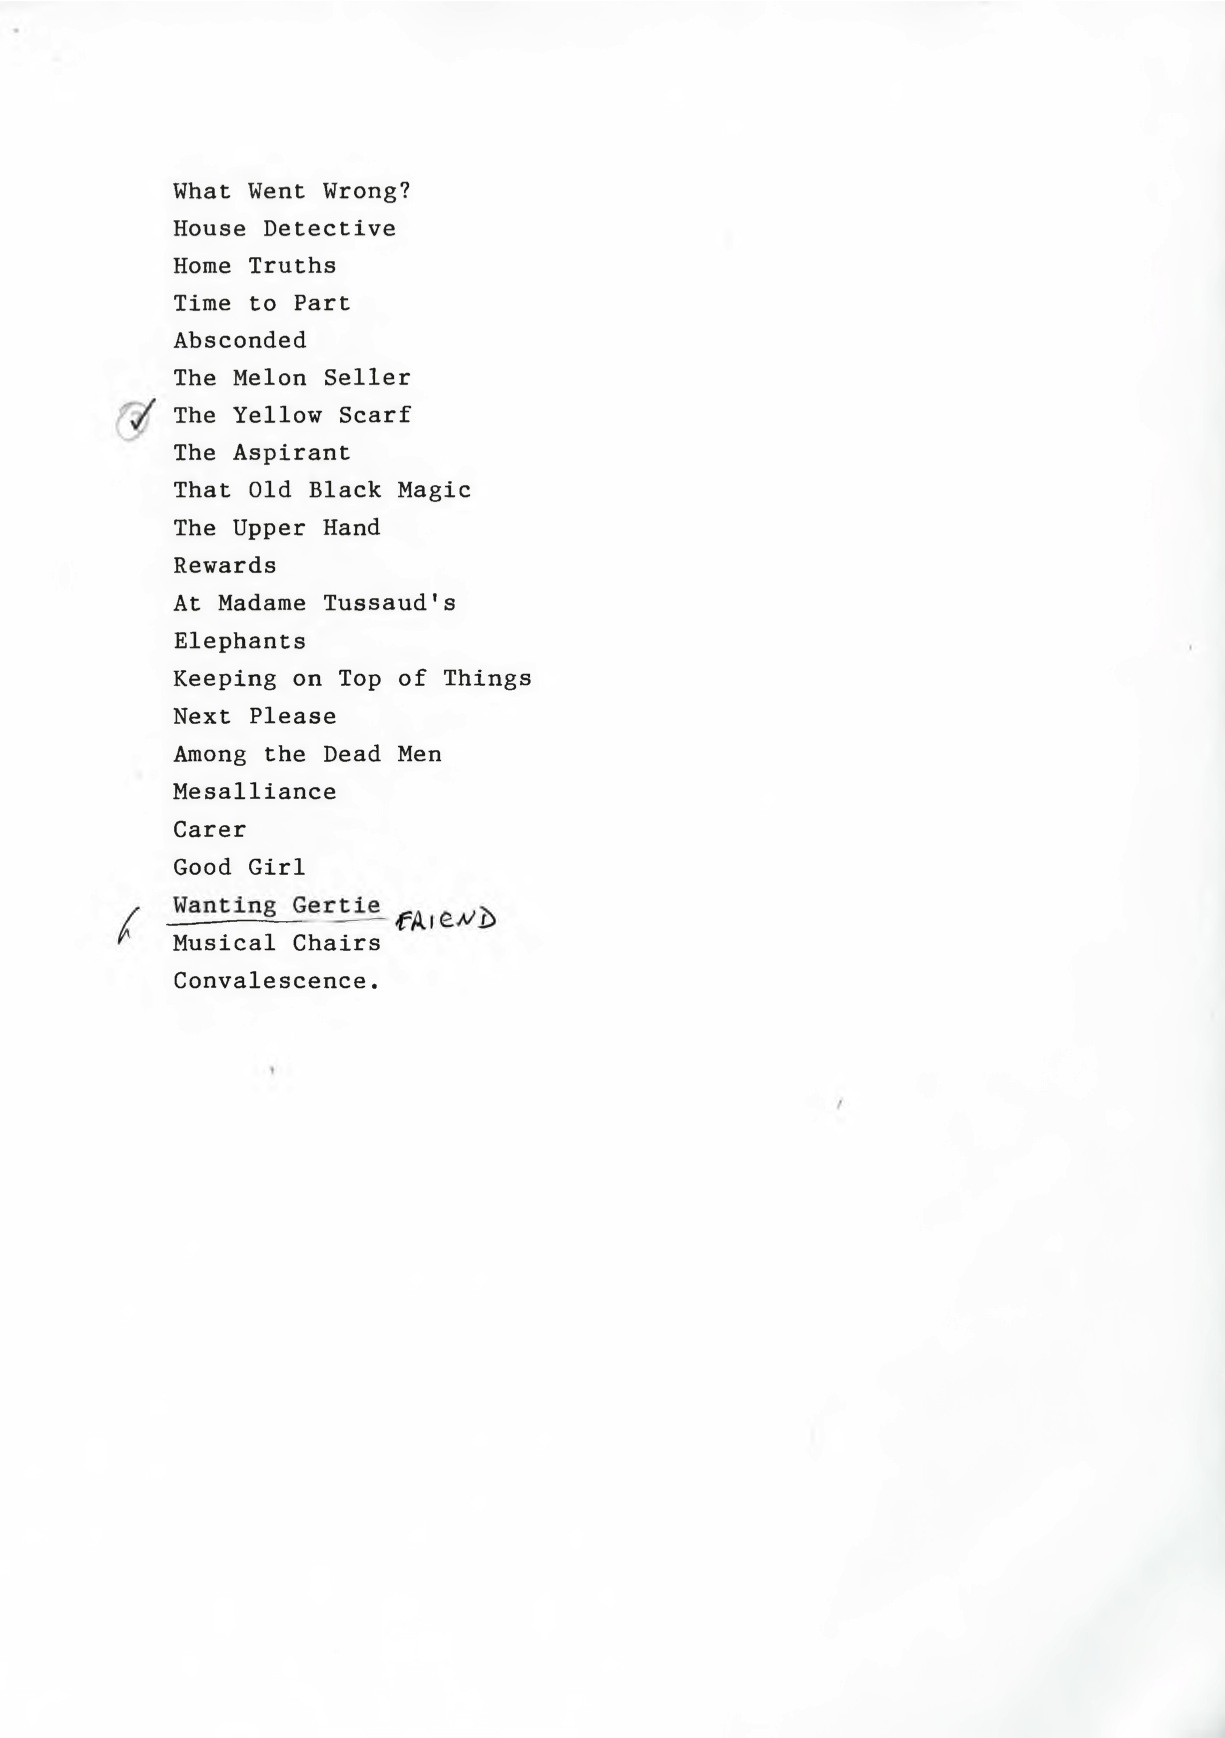 What Went Wrong?
House Detective
Home Truths
Time to Part
Absconded
The Melon Seller
✓ The Yellow Scarf
The Aspirant
That Old Black Magic
The Upper Hand
Rewards
At Madame Tussaud's
Elephants
Keeping on Top of Things
Next Please
Among the Dead Men
Mesalliance
Carer
Good Girl
Wanting Gertie FRIEND
Musical Chairs
Convalescence.